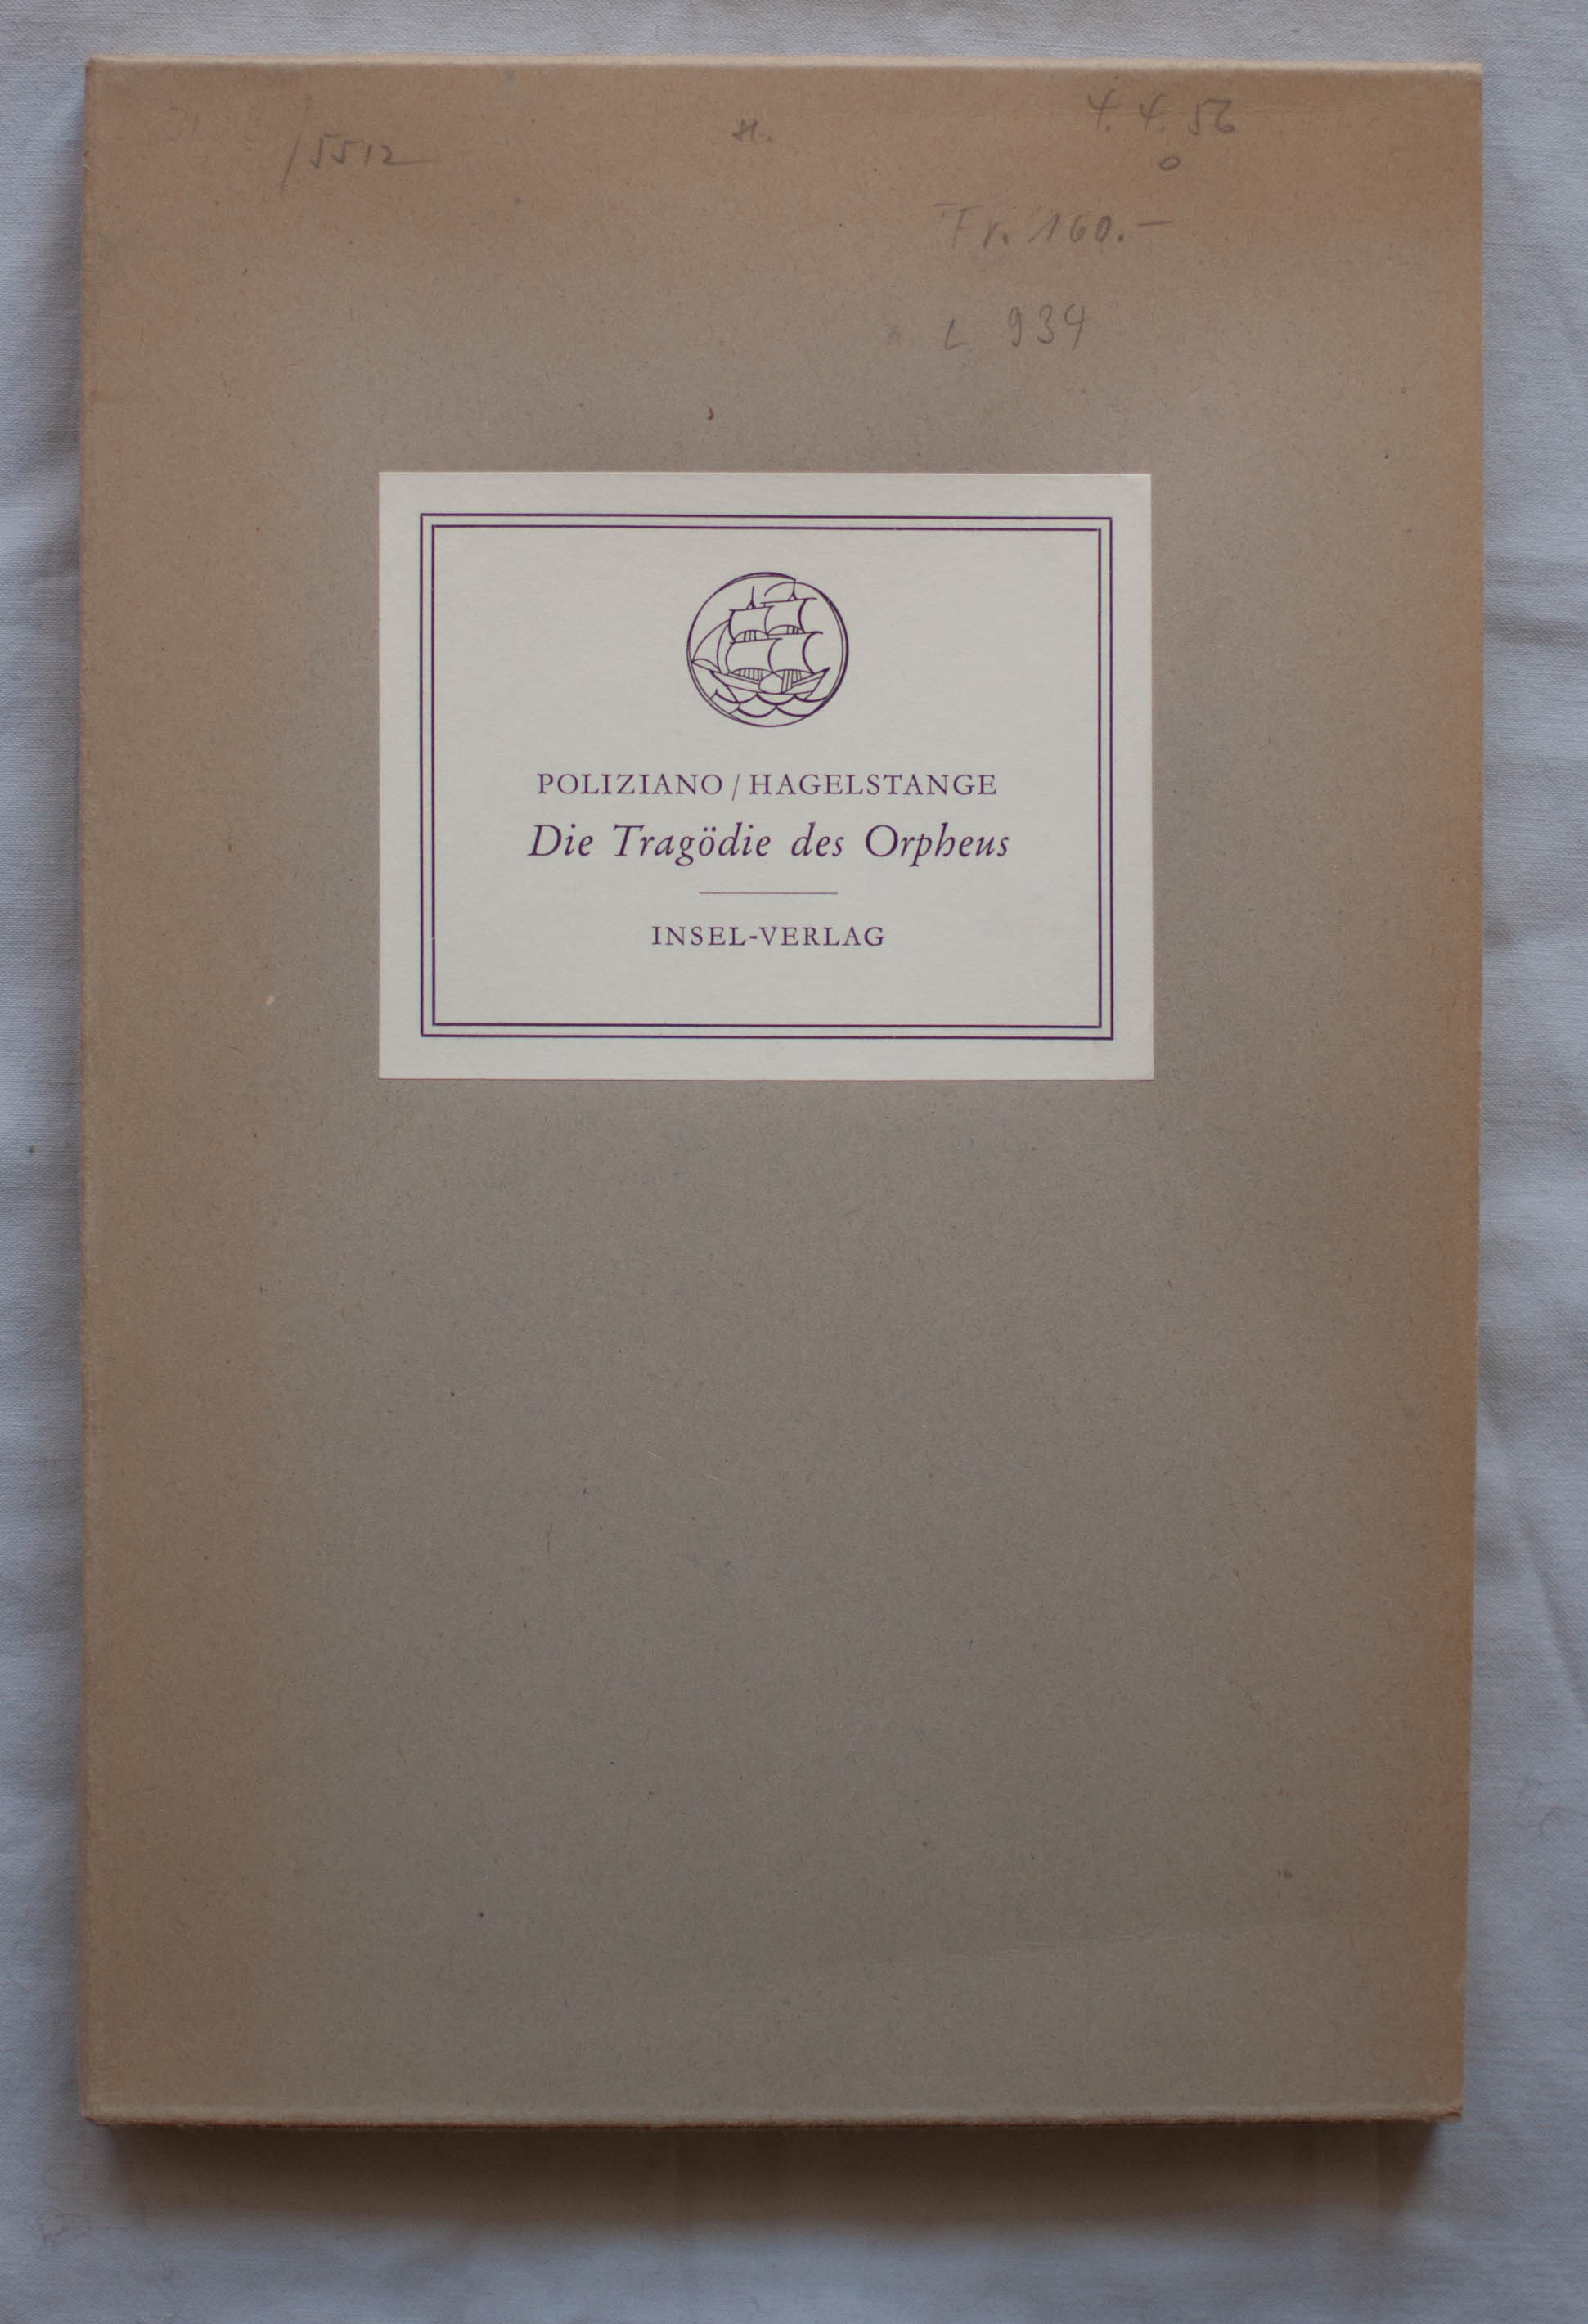 /5512
4. 4. 56
Fr. 160.–
L 934
POLIZIANO / HAGELSTANGE
Die Tragödie des Orpheus
INSEL-VERLAG